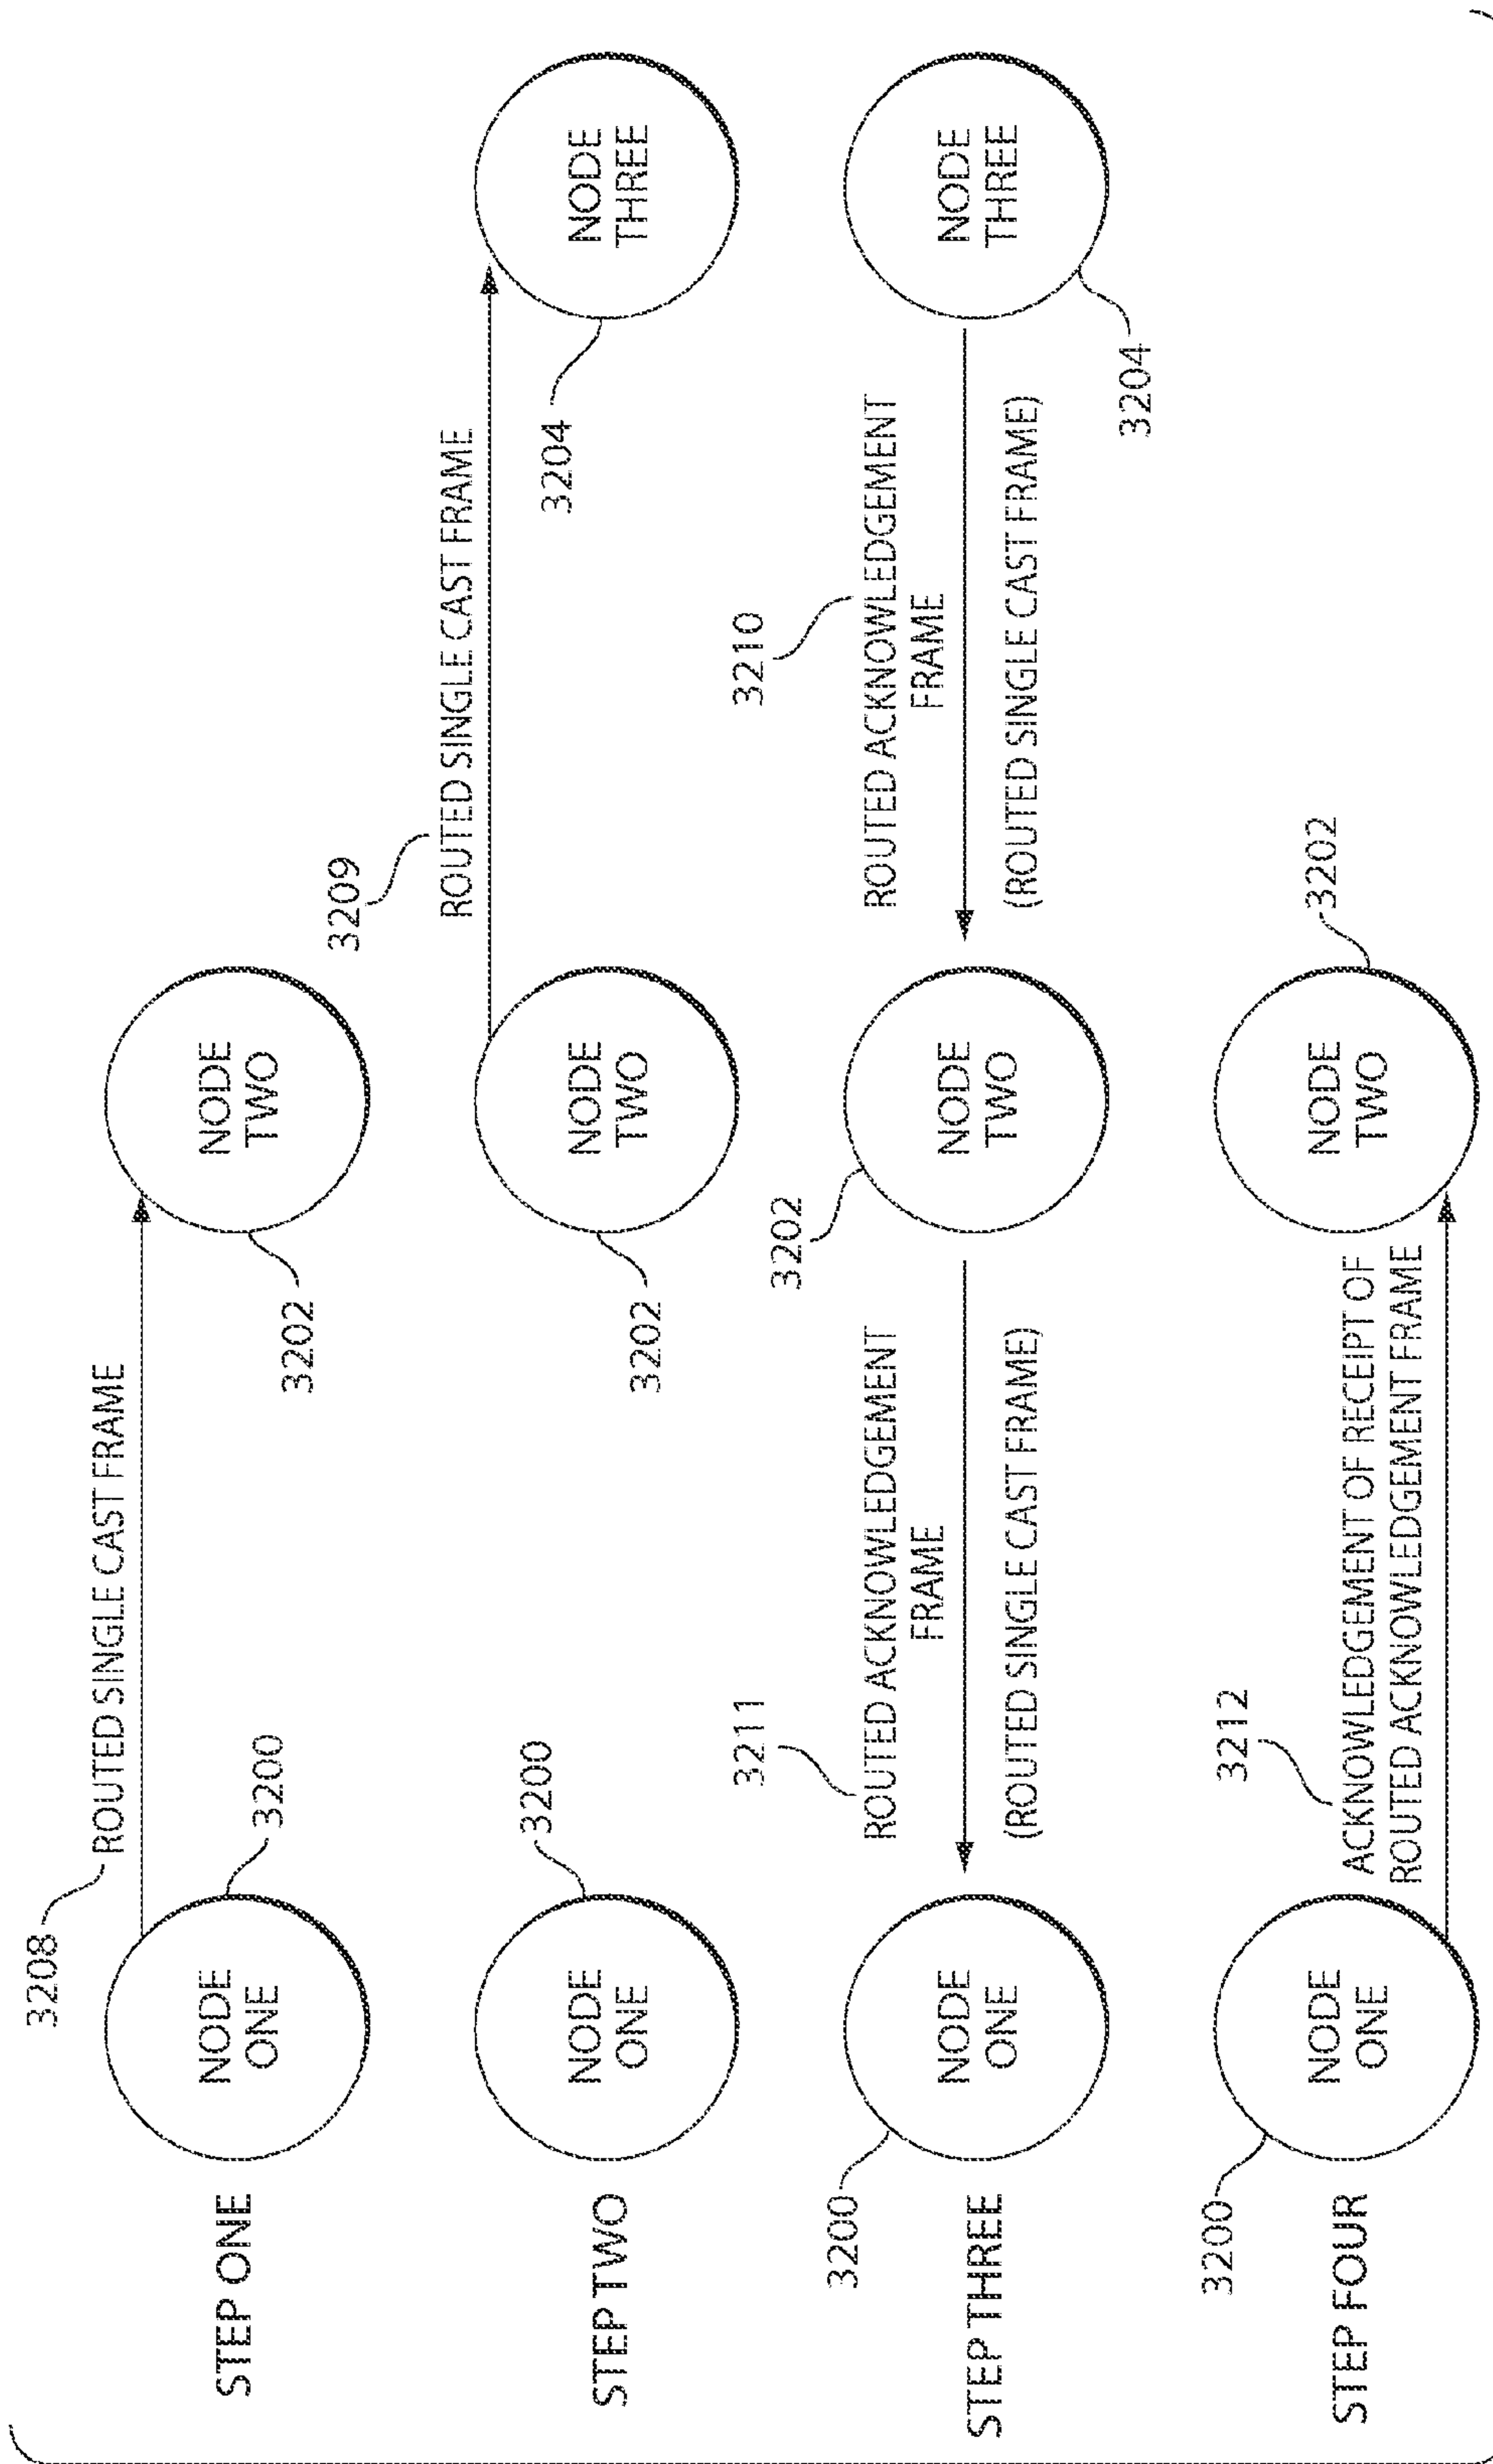 3208
ROUTED SINGLE CAST FRAME
STEP ONE
NODE
ONE
3200
NODE
TWO
3202
3209
ROUTED SINGLE CAST FRAME
STEP TWO
NODE
ONE
3200
NODE
TWO
3202
NODE
THREE
3204
3211
ROUTED ACKNOWLEDGEMENT
FRAME
(ROUTED SINGLE CAST FRAME)
3210
ROUTED ACKNOWLEDGEMENT
FRAME
(ROUTED SINGLE CAST FRAME)
STEP THREE
3200
NODE
ONE
3202
NODE
TWO
NODE
THREE
3204
3212
ACKNOWLEDGEMENT OF RECEIPT OF
ROUTED ACKNOWLEDGEMENT FRAME
STEP FOUR
3200
NODE
ONE
NODE
TWO
3202